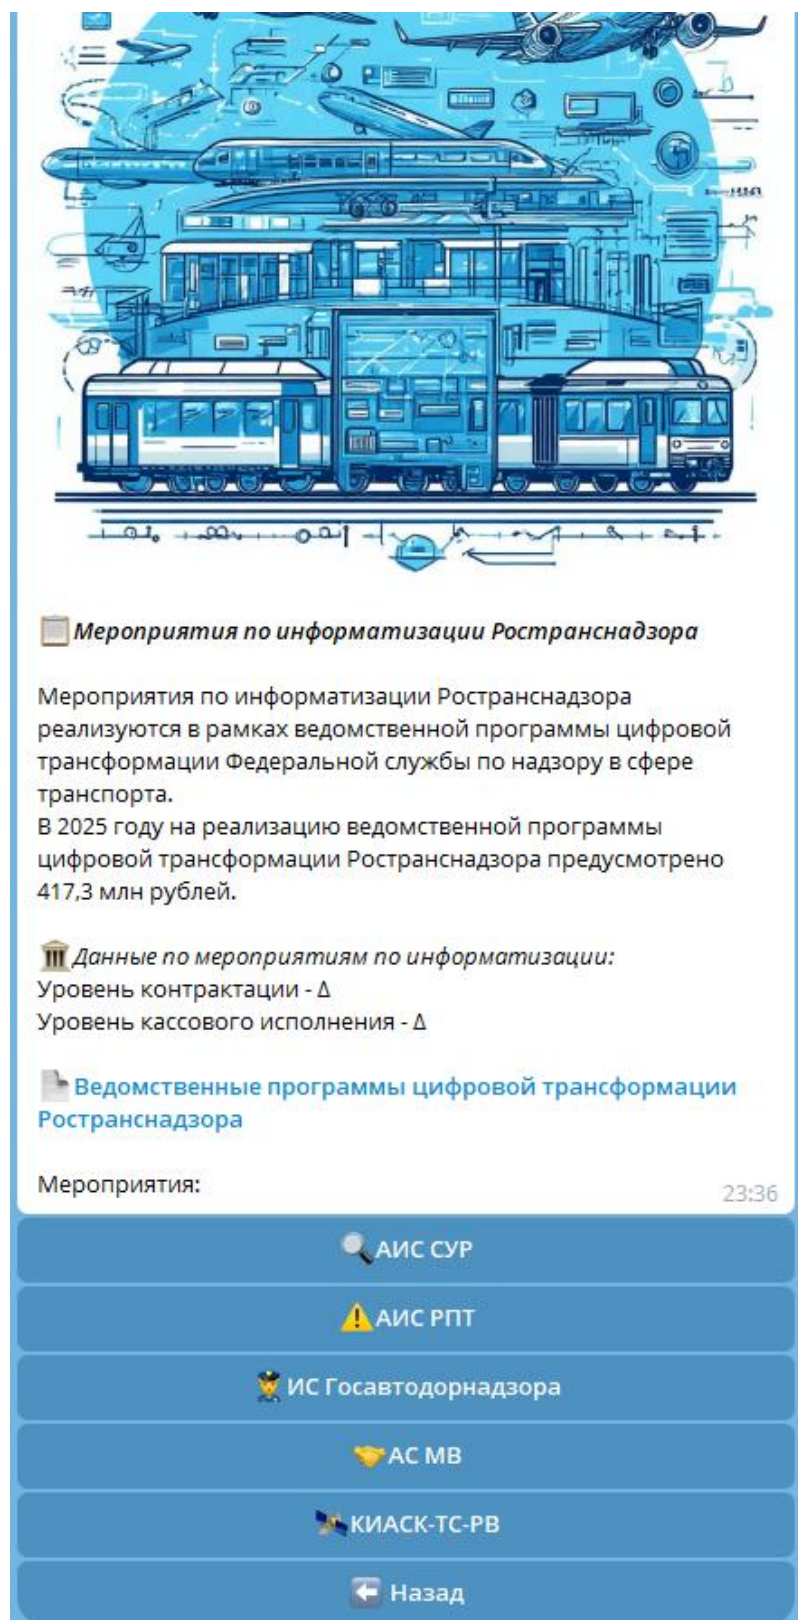 Мероприятия по информатизации Ространснадзора
Мероприятия по информатизации Ространснадзора
реализуются в рамках ведомственной программы цифровой
трансформации Федеральной службы по надзору в сфере
транспорта.
В 2025 году на реализацию ведомственной программы
цифровой трансформации Ространснадзора предусмотрено
417,3 млн рублей.
Данные по мероприятиям по информатизации:
Уровень контрактации - Δ
Уровень кассового исполнения - Δ
Ведомственные программы цифровой трансформации
Ространснадзора
Мероприятия:
23:36
АИС СУР
АИС РПТ
ИС Госавтодорнадзора
АС МВ
КИАСК-ТС-РВ
Назад